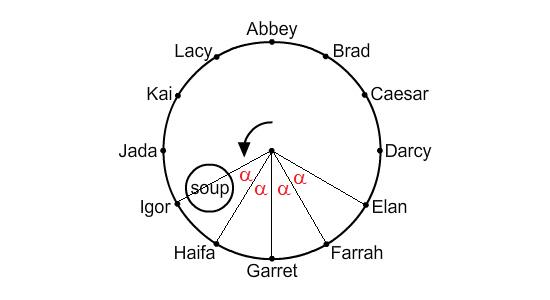 Abbey
Lacy
Brad
Kai
Caesar
Jada
Darcy
soup
α
α
α
α
Igor
Elan
Haifa
Farrah
Garret